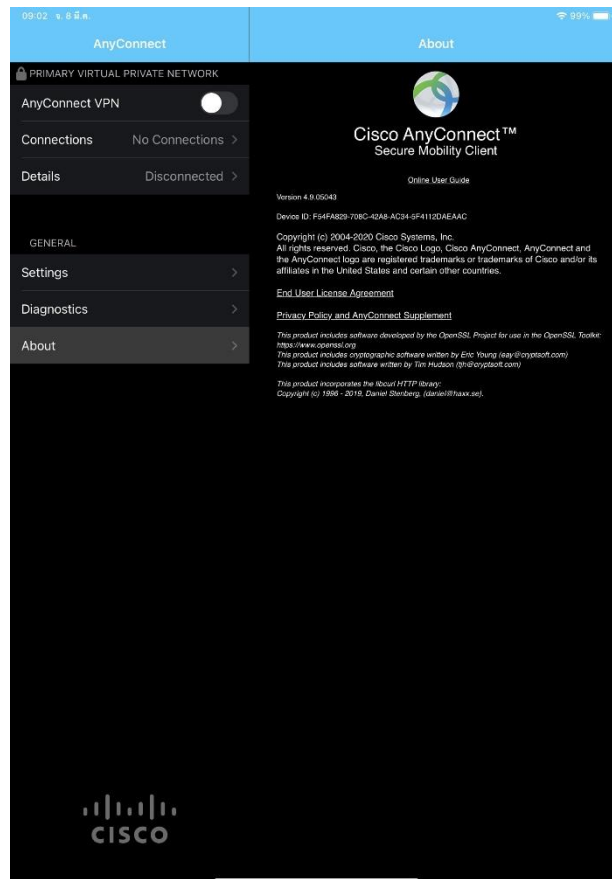 09:02 จ. 8 มี.ค.
99%
AnyConnect
PRIMARY VIRTUAL PRIVATE NETWORK
AnyConnect VPN
Connections No Connections
Details Disconnected
GENERAL
Settings
Diagnostics
About
CISCO
About
Cisco AnyConnect™
Secure Mobility Client
Online User Guide
Version 4.9.05043
Device ID: F54FA829-708C-42A8-AC34-5F4112DAEAAC
Copyright (c) 2004-2020 Cisco Systems, Inc.
All rights reserved. Cisco, the Cisco Logo, Cisco AnyConnect, AnyConnect and
the AnyConnect logo are registered trademarks or trademarks of Cisco and/or its
affiliates in the United States and certain other countries.
End User License Agreement
Privacy Policy and AnyConnect Supplement
This product includes software developed by the OpenSSL Project for use in the OpenSSL Toolkit:
https://www.openssl.org
This product includes cryptographic software written by Eric Young (eay@cryptsoft.com)
This product includes software written by Tim Hudson (tjh@cryptsoft.com)
This product incorporates the libcurl HTTP library:
Copyright (c) 1996 - 2019, Daniel Stenberg, (daniel@haxx.se).